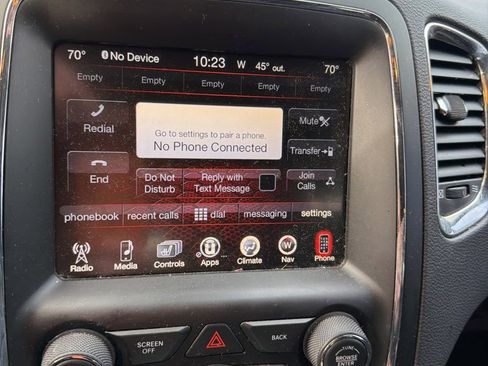 70° No Device 10:23 W 45° out. 70°
Empty Empty Empty Empty Empty
Redial
Go to settings to pair a phone.
No Phone Connected
Mute
Transfer
End
Do Not
Disturb
Reply with
Text Message
Join
Calls
phonebook recent calls dial messaging settings
Radio Media Controls Apps Climate Nav Phone
SCREEN
OFF
BACK
TUNE
BROWSE
ENTER